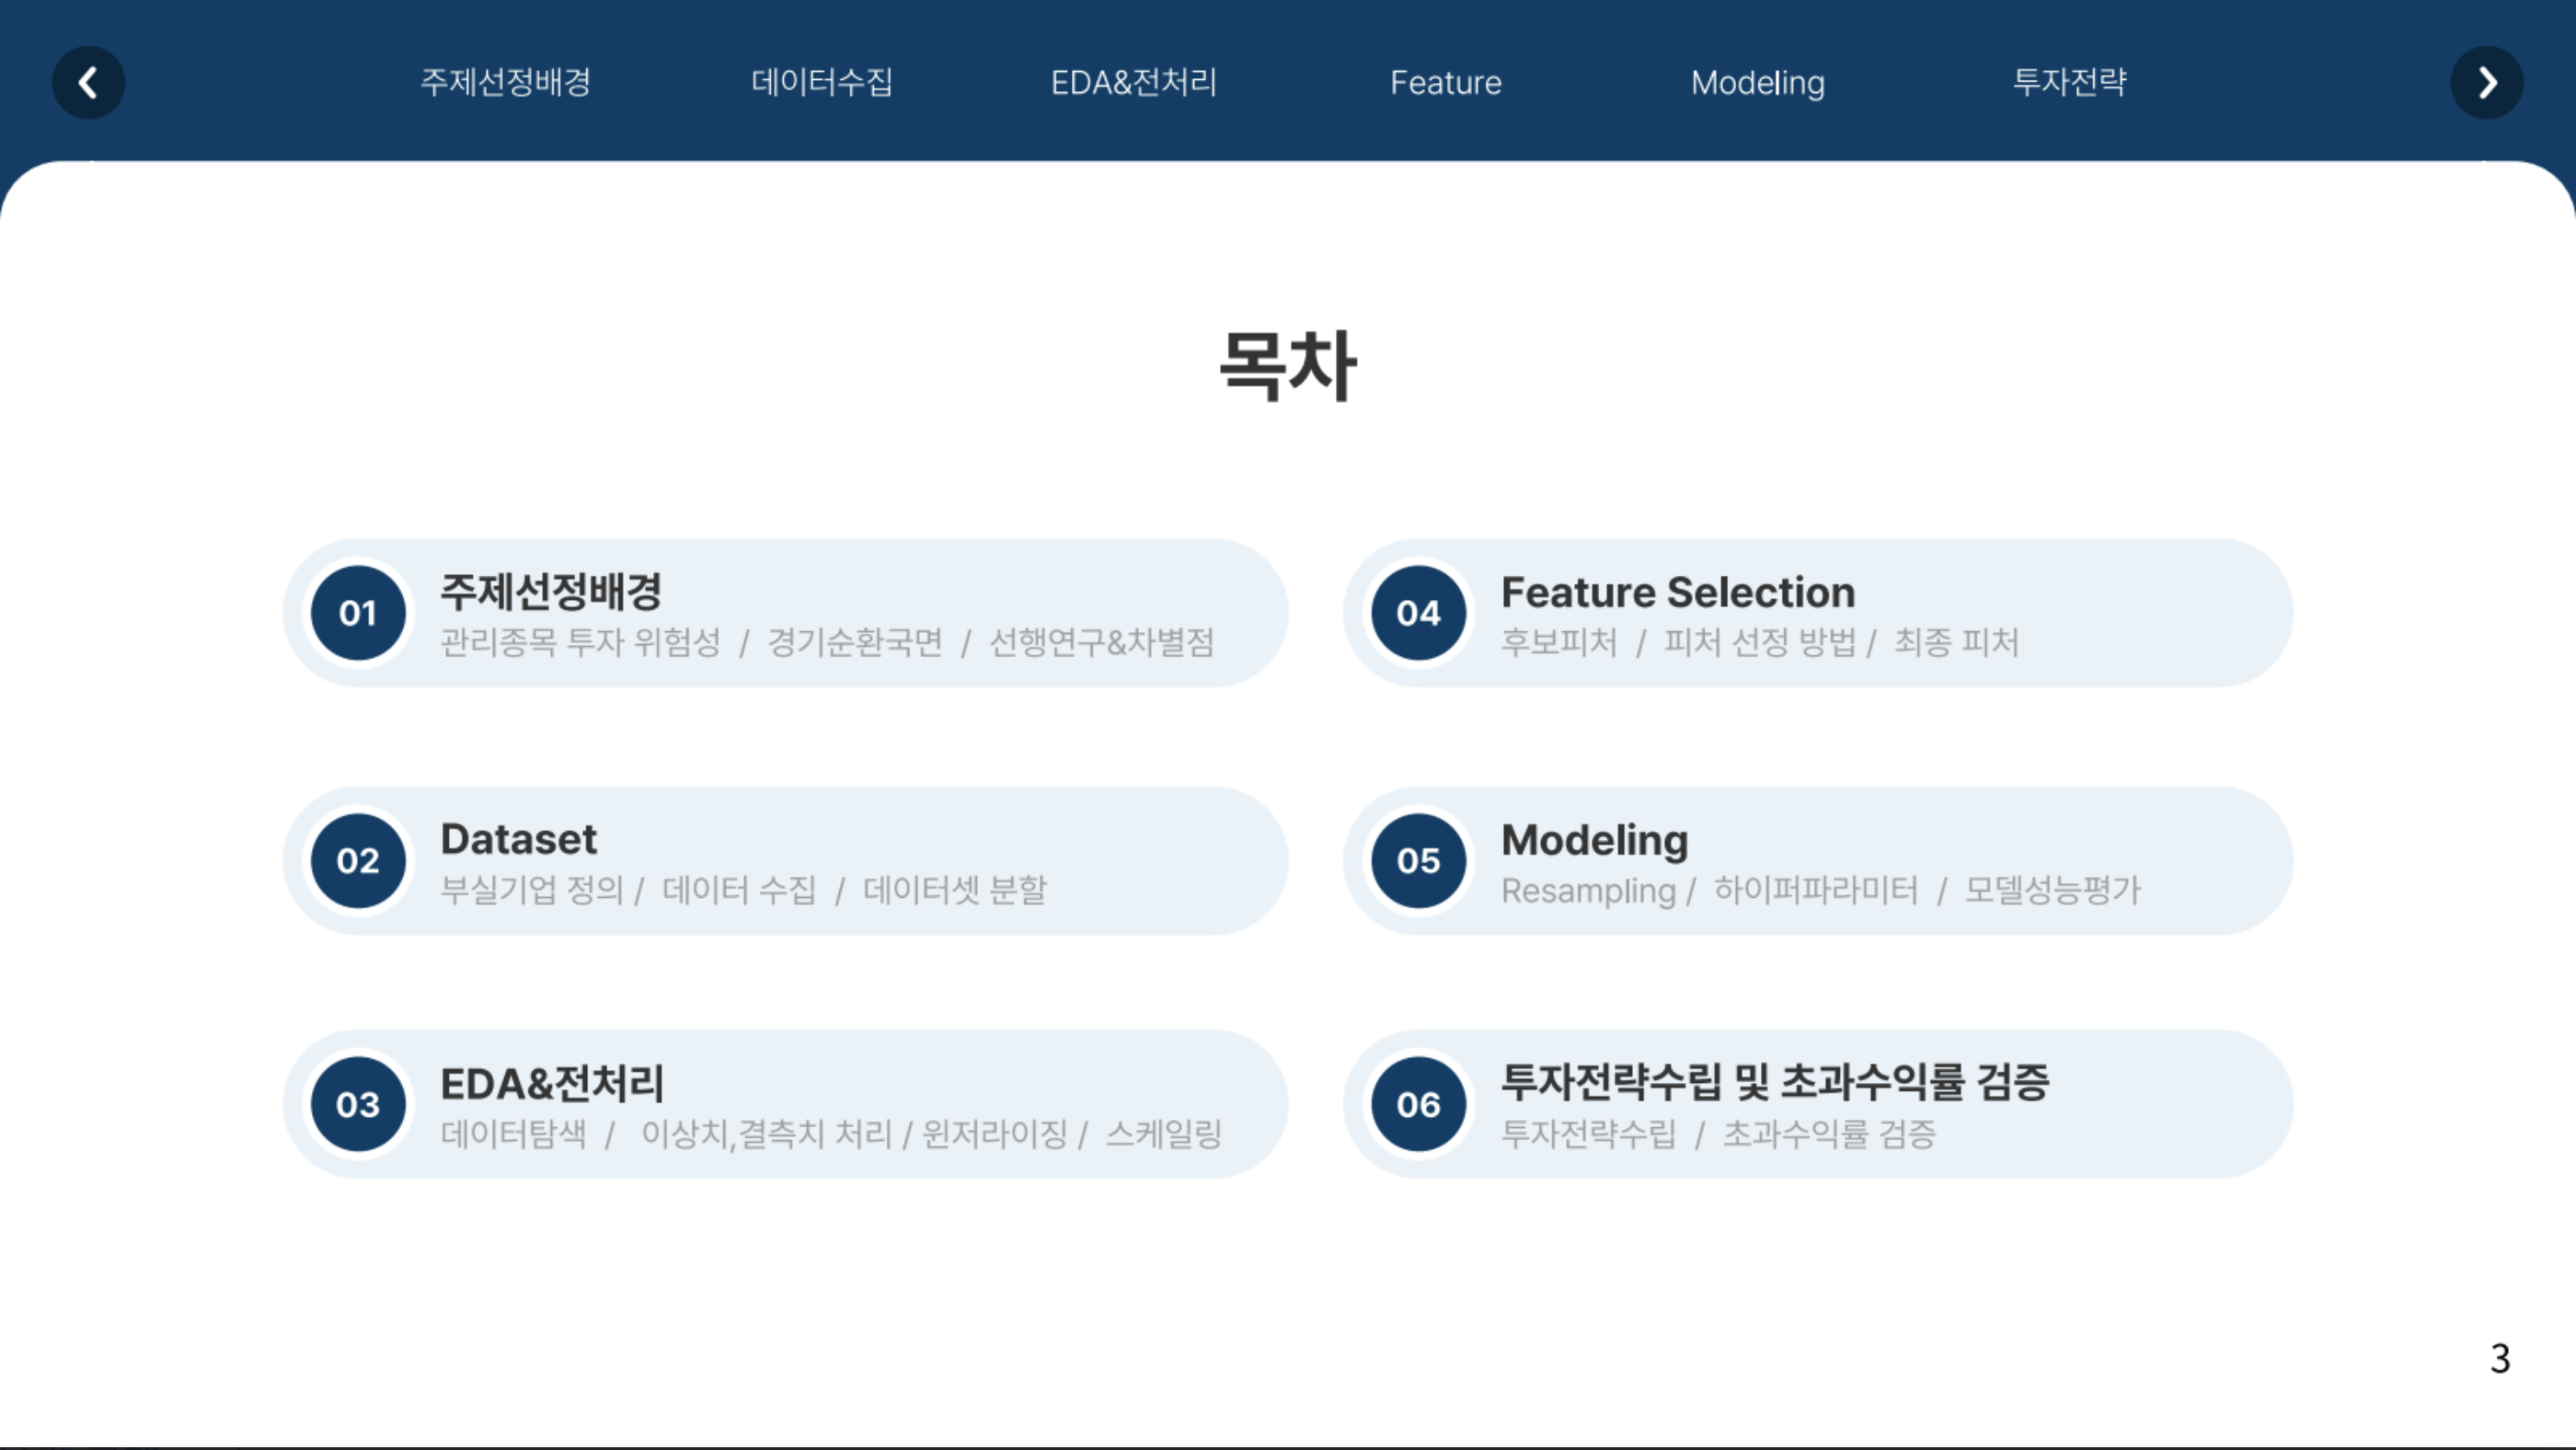 주제선정배경 데이터수집 EDA&전처리 Feature Modeling 투자전략
목차
01
주제선정배경
관리종목 투자 위험성 / 경기순환국면 / 선행연구&차별점
02
Dataset
부실기업 정의 / 데이터 수집 / 데이터셋 분할
03
EDA&전처리
데이터탐색 / 이상치,결측치 처리 / 윈저라이징 / 스케일링
04
Feature Selection
후보피처 / 피처 선정 방법 / 최종 피처
05
Modeling
Resampling / 하이퍼파라미터 / 모델성능평가
06
투자전략수립 및 초과수익률 검증
투자전략수립 / 초과수익률 검증
3